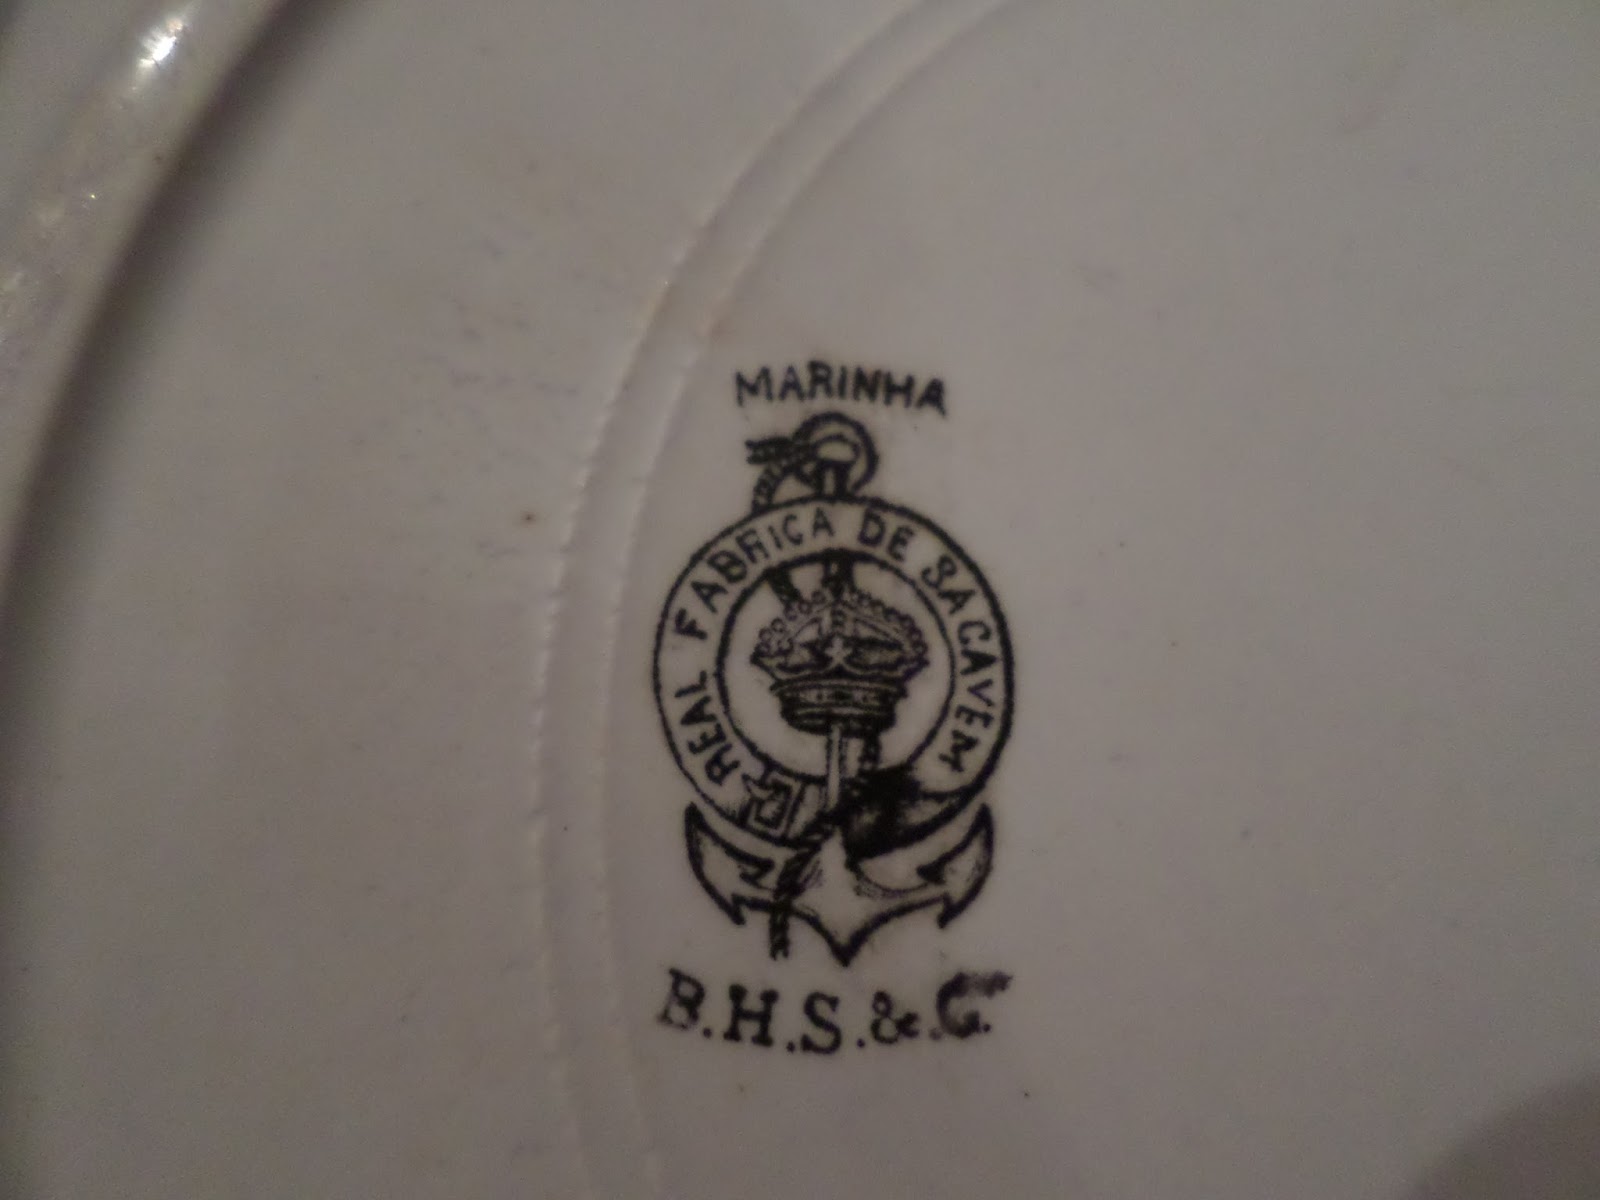 MARINHA
REAL FABRICA DE SACAVEM
B.H.S.&.C.